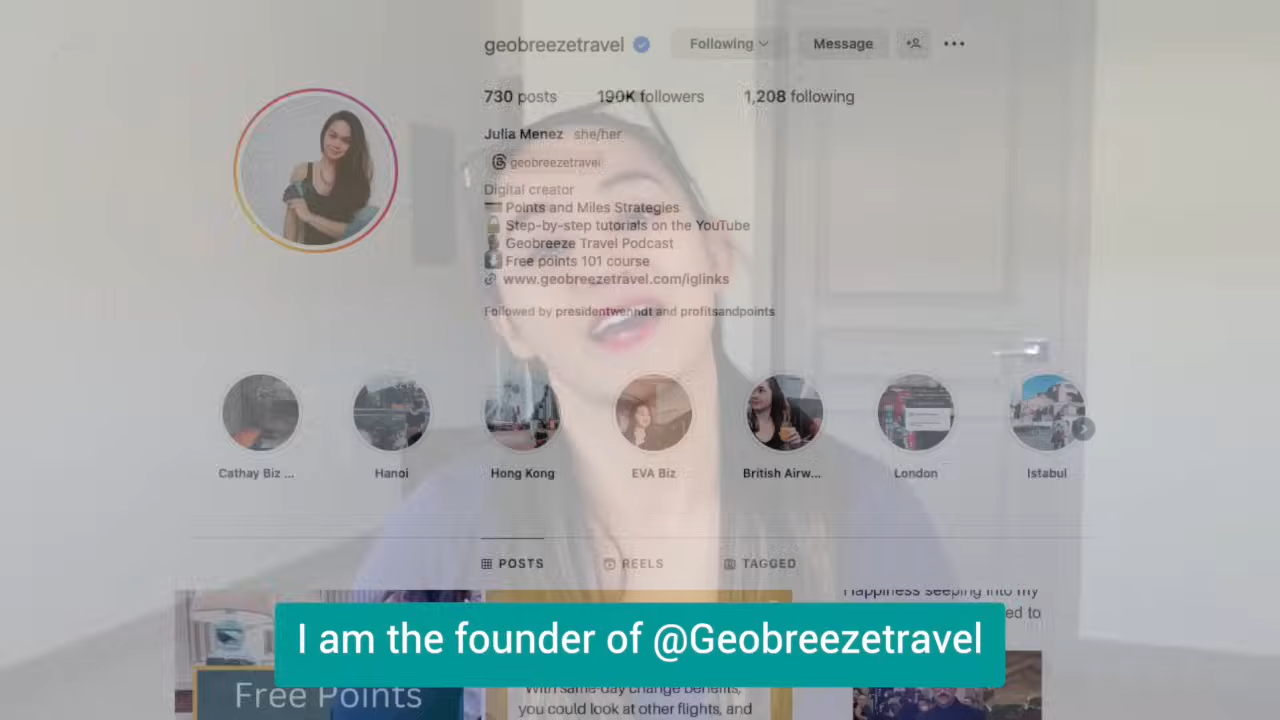 geobreezetravel
Following
Message
730 posts
190K followers
1,208 following
Julia Menez she/her
geobreezetravel
Digital creator
Points and Miles Strategies
Step-by-step tutorials on the YouTube
Geobreeze Travel Podcast
Free points 101 course
www.geobreezetravel.com/iglinks
Followed by presidentwenndt and profitsandpoints
Cathay Biz ...
Hanoi
Hong Kong
EVA Biz
British Airw...
London
Istabul
POSTS
REELS
TAGGED
Happiness seeping into my
ed to
I am the founder of @Geobreezetravel
Free Points
With same-day change benefits,
you could look at other flights, and